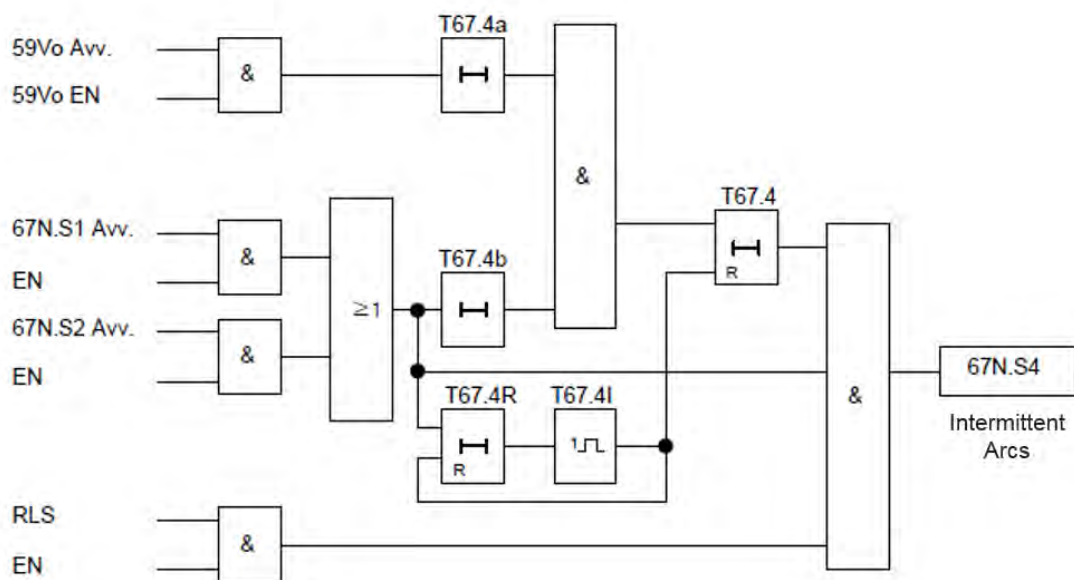 59Vo Avv.
59Vo EN
&
T67.4a
&
67N.S1 Avv.
EN
&
67N.S2 Avv.
EN
&
≥1
T67.4b
T67.4
R
T67.4R
R
T67.4I
1
&
67N.S4
Intermittent
Arcs
RLS
EN
&